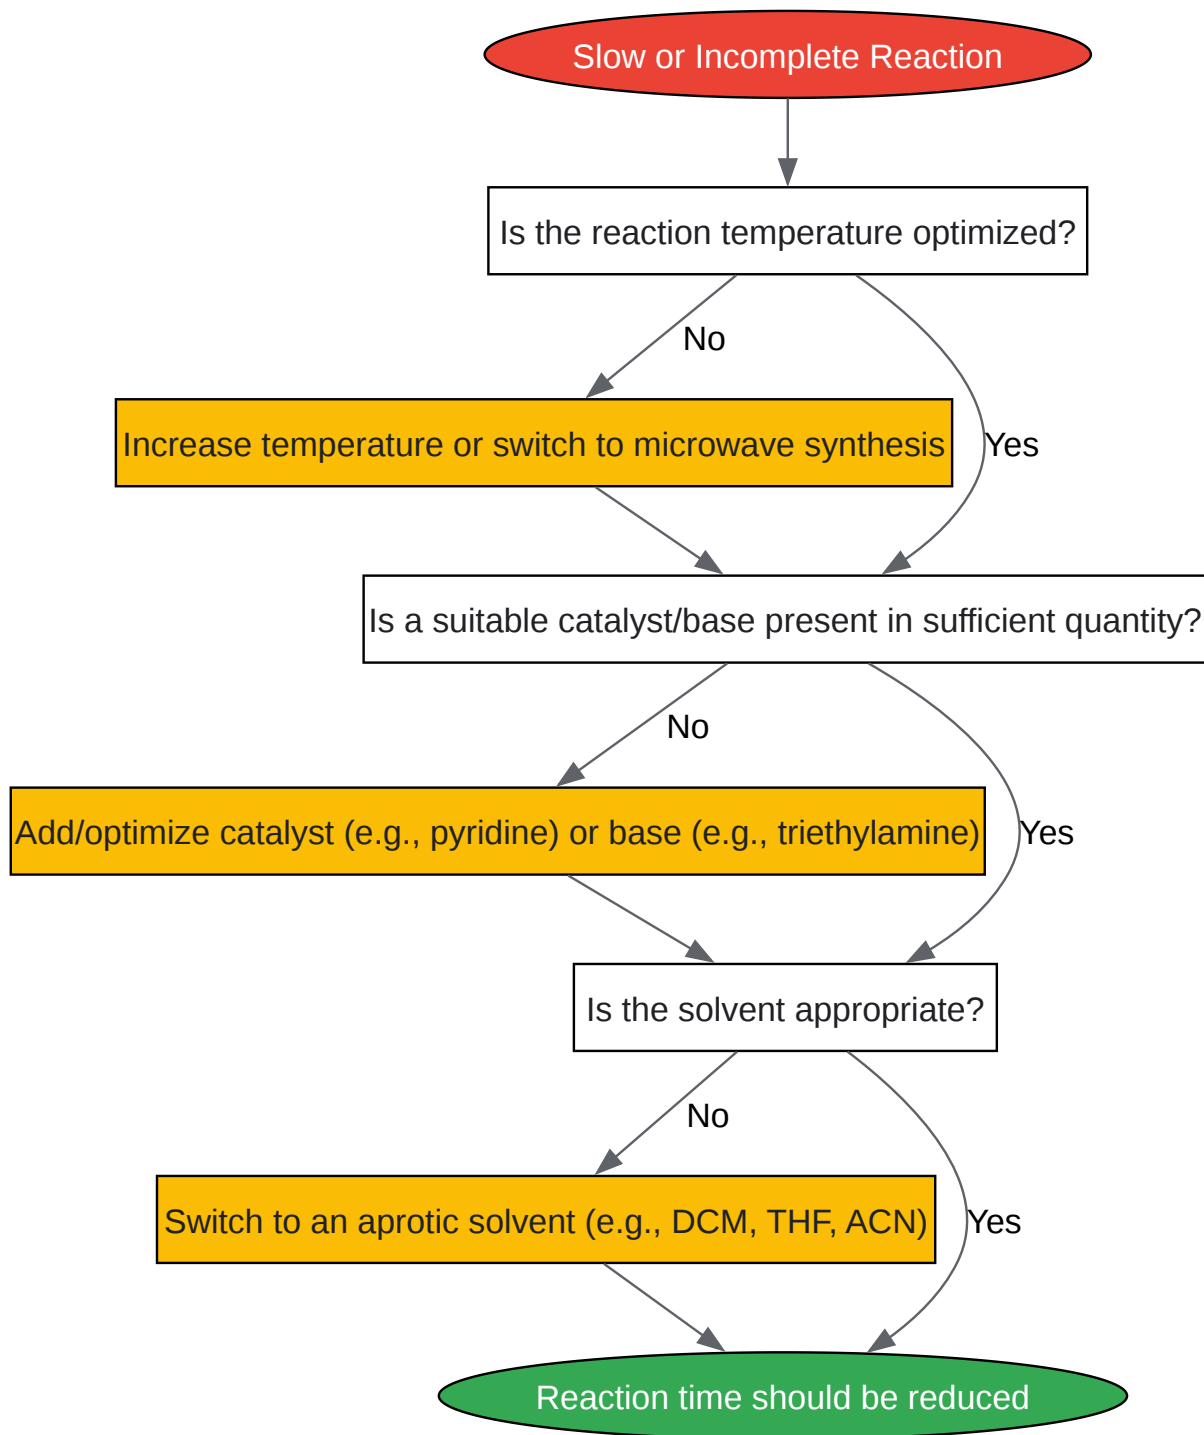 Slow or Incomplete Reaction
Is the reaction temperature optimized?
No
Increase temperature or switch to microwave synthesis
Yes
Is a suitable catalyst/base present in sufficient quantity?
No
Add/optimize catalyst (e.g., pyridine) or base (e.g., triethylamine)
Yes
Is the solvent appropriate?
No
Switch to an aprotic solvent (e.g., DCM, THF, ACN)
Yes
Reaction time should be reduced